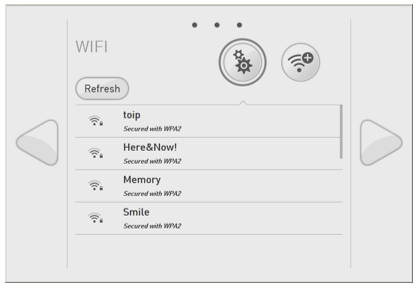 WIFI
Refresh
toip
Secured with WPA2
Here&Now!
Secured with WPA2
Memory
Secured with WPA2
Smile
Secured with WPA2